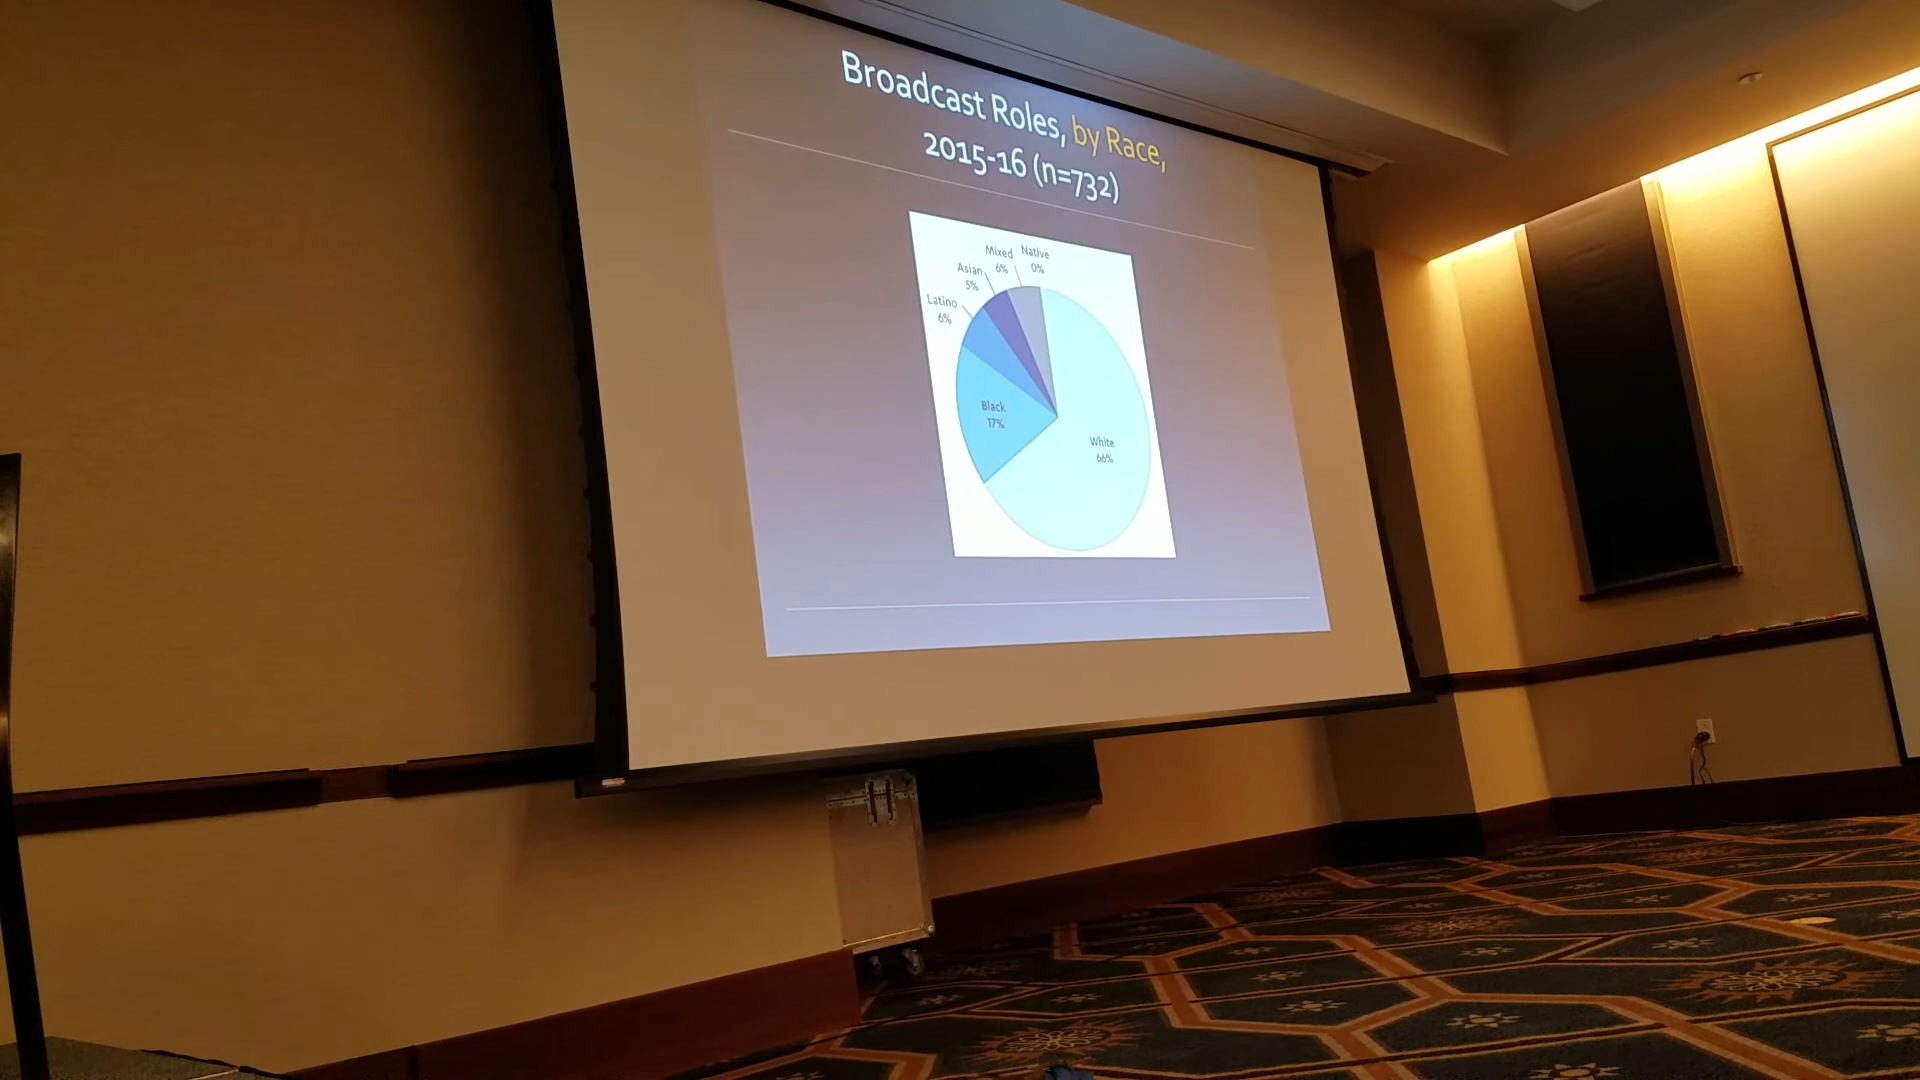 Broadcast Roles, by Race,
2015-16 (n=732)
Mixed
6%
Native
0%
Asian
5%
Latino
6%
Black
17%
White
66%